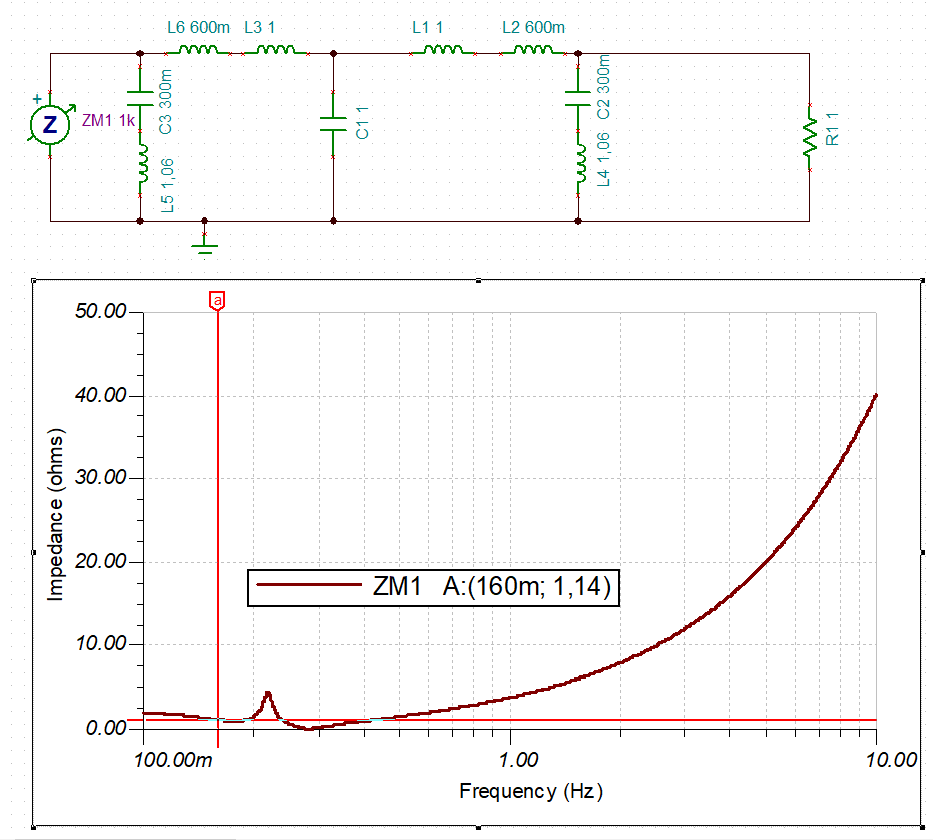 L6 600m L3 1 L1 1 L2 600m
+
Z
ZM1 1k
C3 300m
L5 1,06
C1 1
C2 300m
L4 1,06
R1 1
a
50.00
40.00
30.00
20.00
10.00
0.00
Impedance (ohms)
ZM1 A:(160m; 1,14)
100.00m 1.00 10.00
Frequency (Hz)